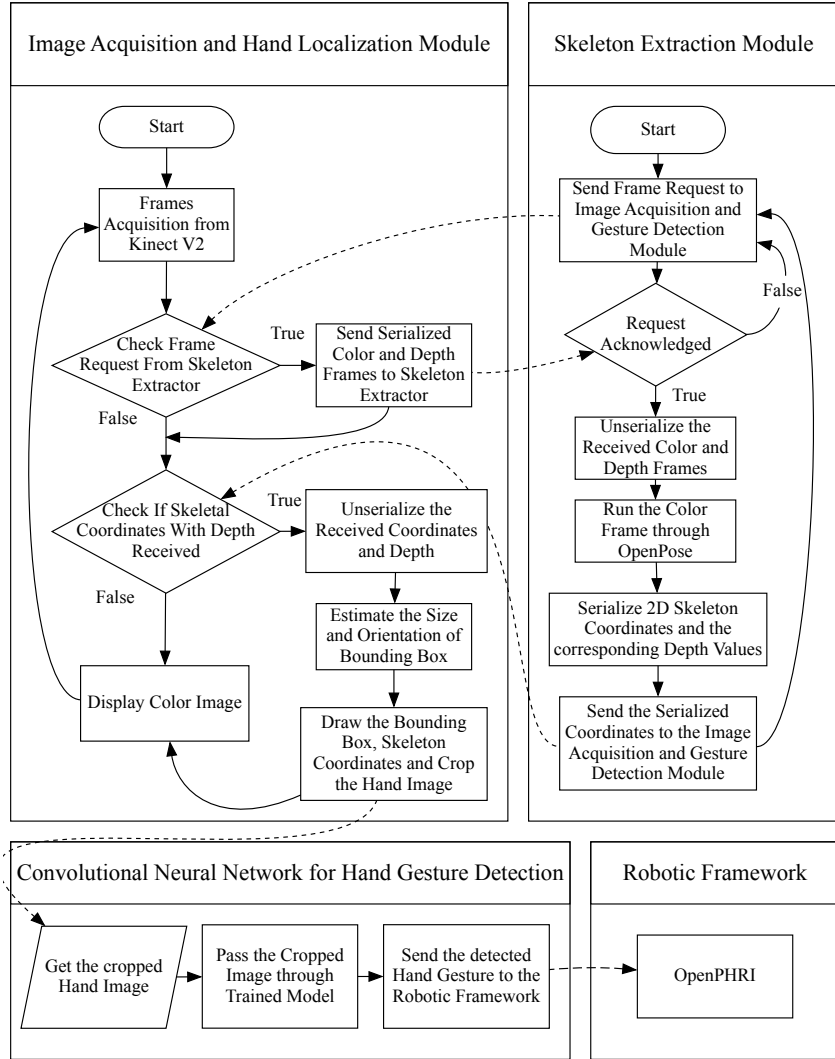 Image Acquisition and Hand Localization Module
Start
Frames
Acquisition from
Kinect V2
Check Frame
Request From Skeleton
Extractor
True
False
Send Serialized
Color and Depth
Frames to Skeleton
Extractor
Check If Skeletal
Coordinates With Depth
Received
True
False
Unserialize the
Received Coordinates
and Depth
Estimate the Size
and Orientation of
Bounding Box
Draw the Bounding
Box, Skeleton
Coordinates and Crop
the Hand Image
Display Color Image
Skeleton Extraction Module
Start
Send Frame Request to
Image Acquisition and
Gesture Detection
Module
False
Request
Acknowledged
True
Unserialize the
Received Color and
Depth Frames
Run the Color
Frame through
OpenPose
Serialize 2D Skeleton
Coordinates and the
corresponding Depth Values
Send the Serialized
Coordinates to the Image
Acquisition and Gesture
Detection Module
Convolutional Neural Network for Hand Gesture Detection
Get the cropped
Hand Image
Pass the Cropped
Image through
Trained Model
Send the detected
Hand Gesture to the
Robotic Framework
Robotic Framework
OpenPHRI